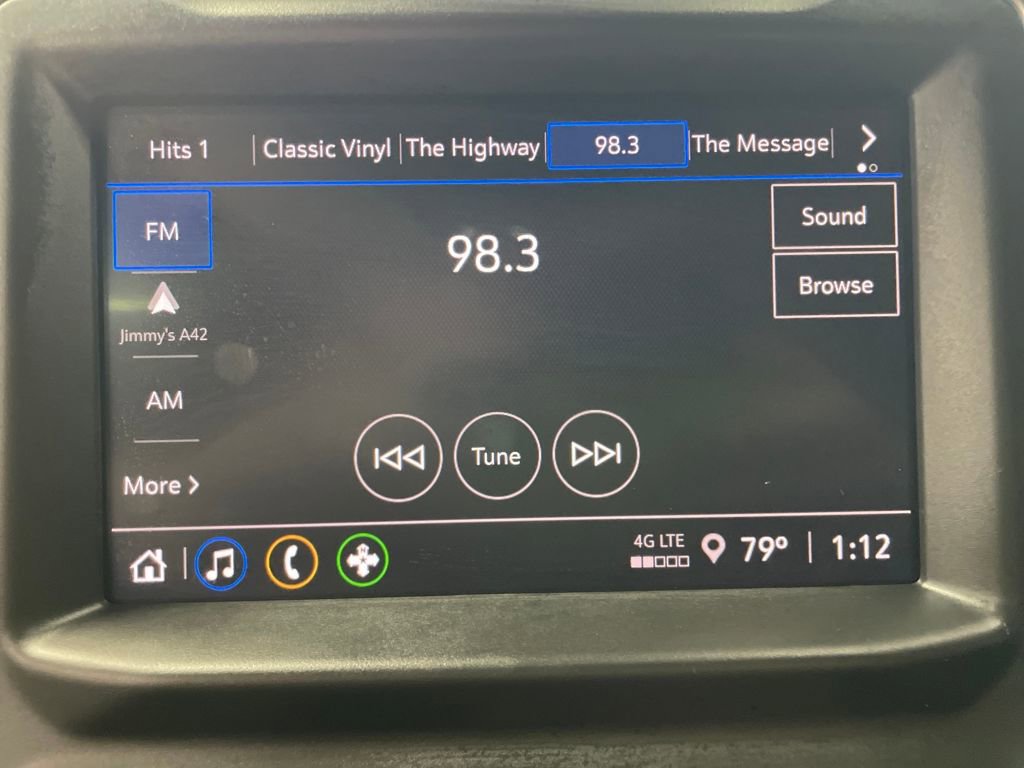 Hits 1 Classic Vinyl The Highway 98.3 The Message
FM
98.3
Sound
Browse
Jimmy's A42
AM
Tune
More
4G LTE
79° 1:12